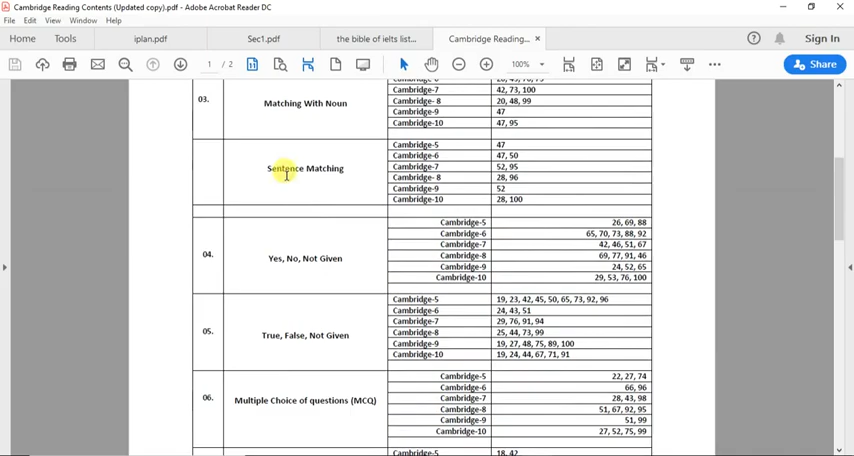 Cambridge Reading Contents (Updated copy).pdf - Adobe Acrobat Reader DC
File Edit View Window Help
Home Tools iplan.pdf Sec1.pdf the bible of ielts list... Cambridge Reading... × Sign In
1 / 2 100% Share
Cambridge-7 42, 73, 100
03. Matching With Noun Cambridge- 8 20, 48, 99
Cambridge-9 47
Cambridge-10 47, 95
Cambridge-5 47
Cambridge-6 47, 50
Sentence Matching Cambridge-7 52, 95
Cambridge- 8 28, 96
Cambridge-9 52
Cambridge-10 28, 100
Cambridge-5 26, 69, 88
Cambridge-6 65, 70, 73, 88, 92
Cambridge-7 42, 46, 51, 67
04. Yes, No, Not Given Cambridge-8 69, 77, 91, 46
Cambridge-9 24, 52, 65
Cambridge-10 29, 53, 76, 100
Cambridge-5 19, 23, 42, 45, 50, 65, 73, 92, 96
Cambridge-6 24, 43, 51
Cambridge-7 29, 76, 91, 94
05. True, False, Not Given Cambridge-8 25, 44, 73, 99
Cambridge-9 19, 27, 48, 75, 89, 100
Cambridge-10 19, 24, 44, 67, 71, 91
Cambridge-5 22, 27, 74
Cambridge-6 66, 96
Cambridge-7 28, 43, 98
06. Multiple Choice of questions (MCQ) Cambridge-8 51, 67, 92, 95
Cambridge-9 51, 99
Cambridge-10 27, 52, 75, 99
Cambridge-5 18, 42